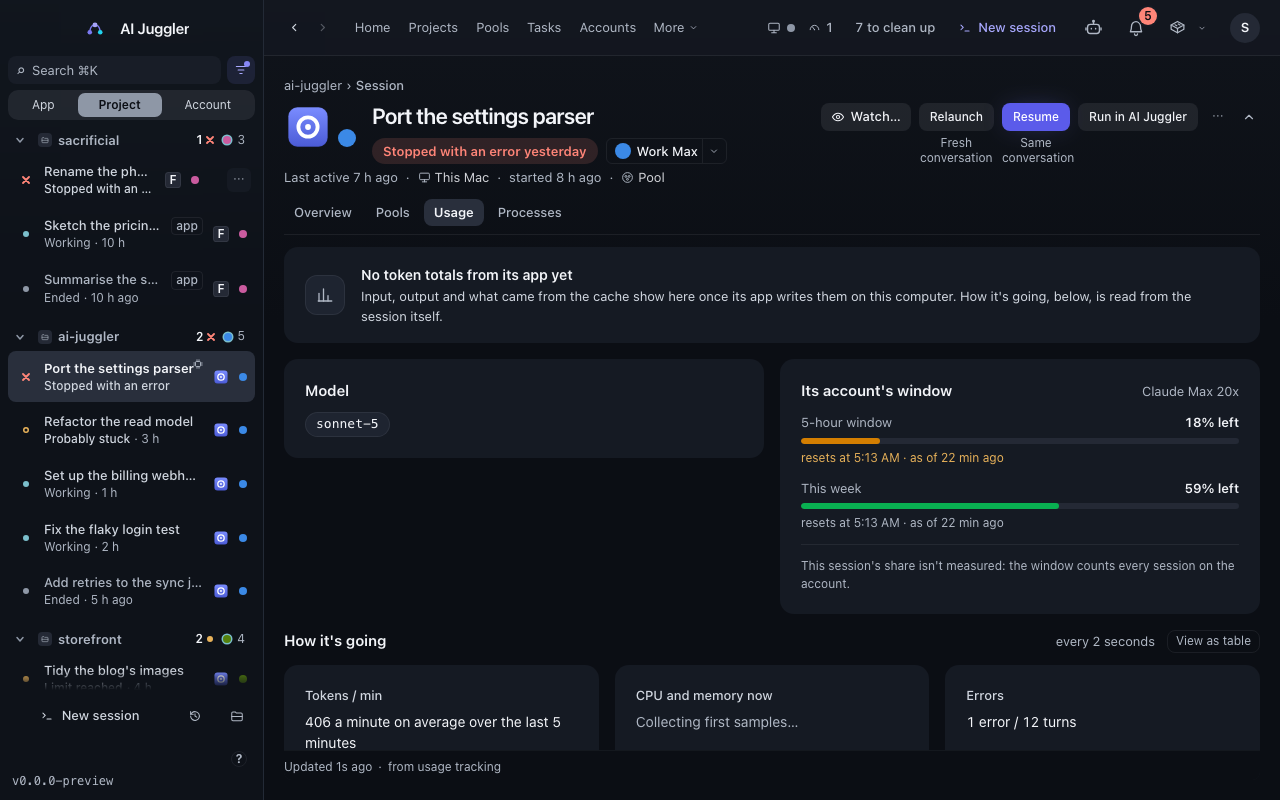 AI Juggler
Search ⌘K
App Project Account
sacrificial 1 3
Rename the ph... F
Stopped with an ...
Sketch the pricin... app F
Working · 10 h
Summarise the s... app F
Ended · 10 h ago
ai-juggler 2 5
Port the settings parser
Stopped with an error
Refactor the read model
Probably stuck · 3 h
Set up the billing webh...
Working · 1 h
Fix the flaky login test
Working · 2 h
Add retries to the sync j...
Ended · 5 h ago
storefront 2 4
Tidy the blog's images
Limit reached · 4 h
New session
?
v0.0.0-preview
Home Projects Pools Tasks Accounts More 1 7 to clean up New session 5 S
ai-juggler › Session
Port the settings parser
Stopped with an error yesterday Work Max
Last active 7 h ago · This Mac · started 8 h ago · Pool
Watch... Relaunch Resume Run in AI Juggler ...
Fresh conversation
Same conversation
Overview Pools Usage Processes
No token totals from its app yet
Input, output and what came from the cache show here once its app writes them on this computer. How it's going, below, is read from the
session itself.
Model
sonnet-5
Its account's window Claude Max 20x
5-hour window 18% left
resets at 5:13 AM · as of 22 min ago
This week 59% left
resets at 5:13 AM · as of 22 min ago
This session's share isn't measured: the window counts every session on the
account.
How it's going every 2 seconds View as table
Tokens / min
406 a minute on average over the last 5
minutes
CPU and memory now
Collecting first samples...
Errors
1 error / 12 turns
Updated 1s ago · from usage tracking